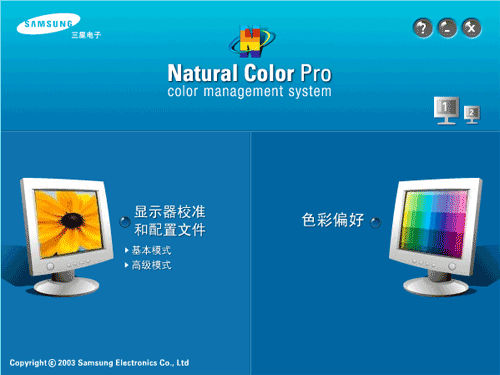 SAMSUNG
三星电子
? - x
Natural Color Pro
color management system
1 2
显示器校准
和配置文件
基本模式
高级模式
色彩偏好
Copyright © 2003 Samsung Electronics Co., Ltd